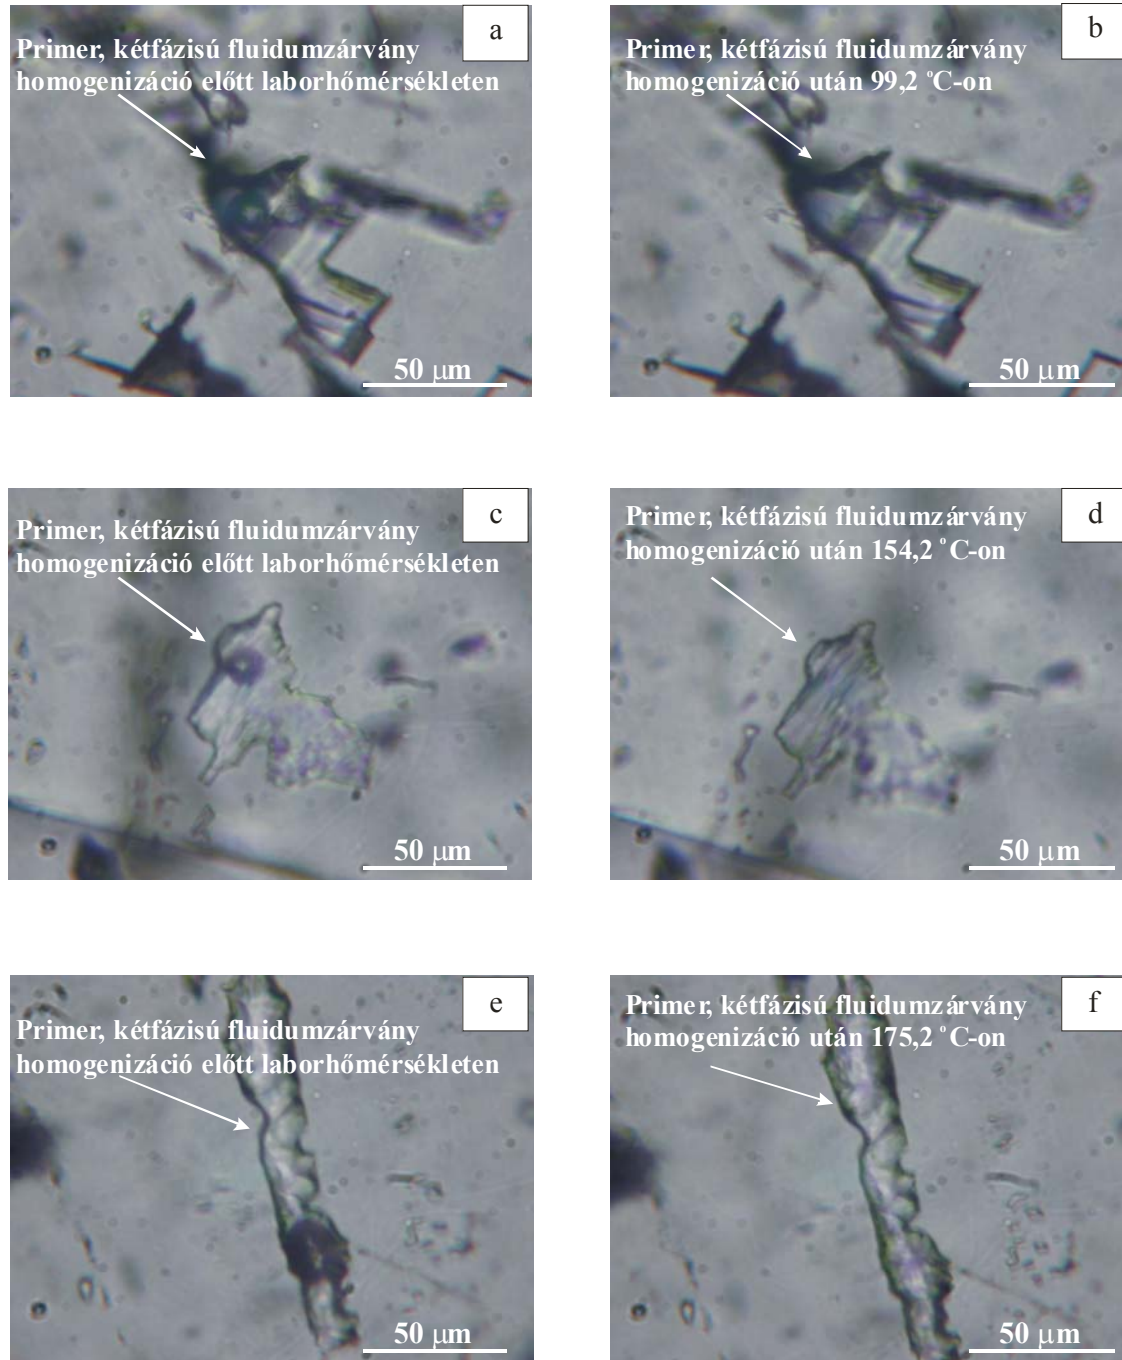 a
Primer, kétfázisú fluidumzárvány
homogenizáció előtt laborhőmérsékleten
50 μm
b
Primer, kétfázisú fluidumzárvány
homogenizáció után 99,2 °C-on
50 μm
c
Primer, kétfázisú fluidumzárvány
homogenizáció előtt laborhőmérsékleten
50 μm
d
Primer, kétfázisú fluidumzárvány
homogenizáció után 154,2 °C-on
50 μm
e
Primer, kétfázisú fluidumzárvány
homogenizáció előtt laborhőmérsékleten
50 μm
f
Primer, kétfázisú fluidumzárvány
homogenizáció után 175,2 °C-on
50 μm